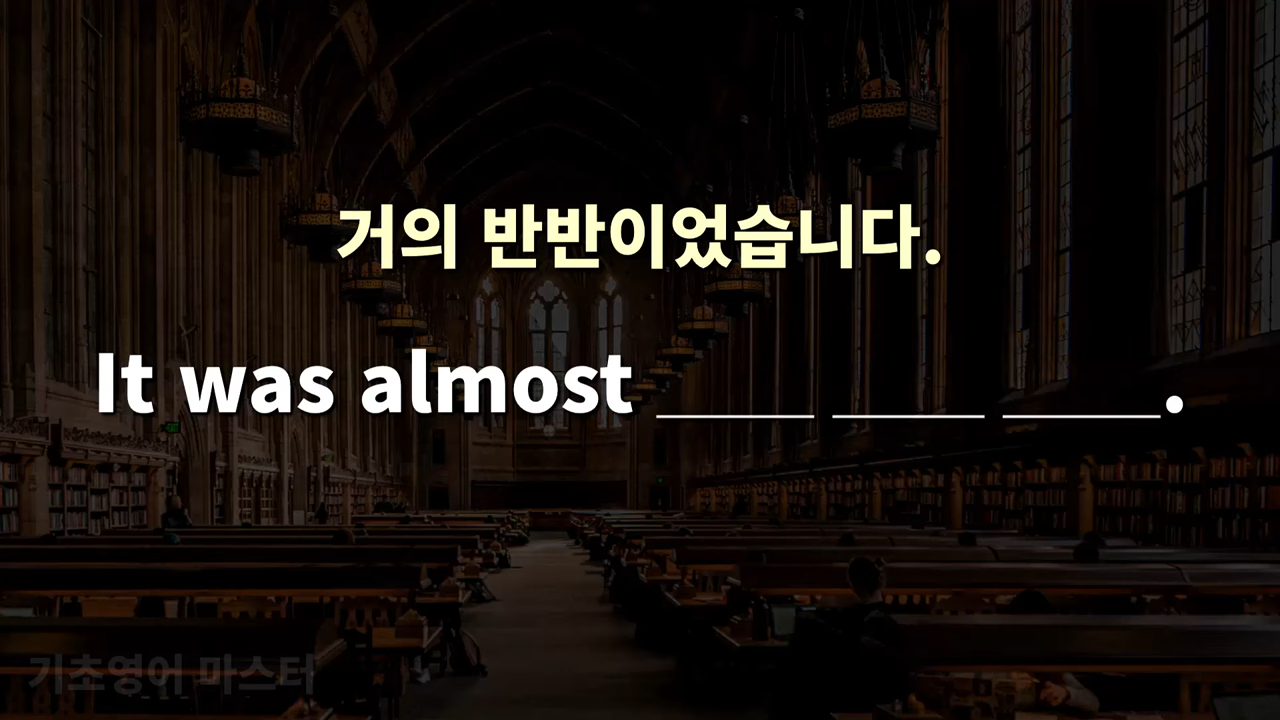 거의 반반이었습니다.
It was almost ____ ____ ____.
기초영어 마스터